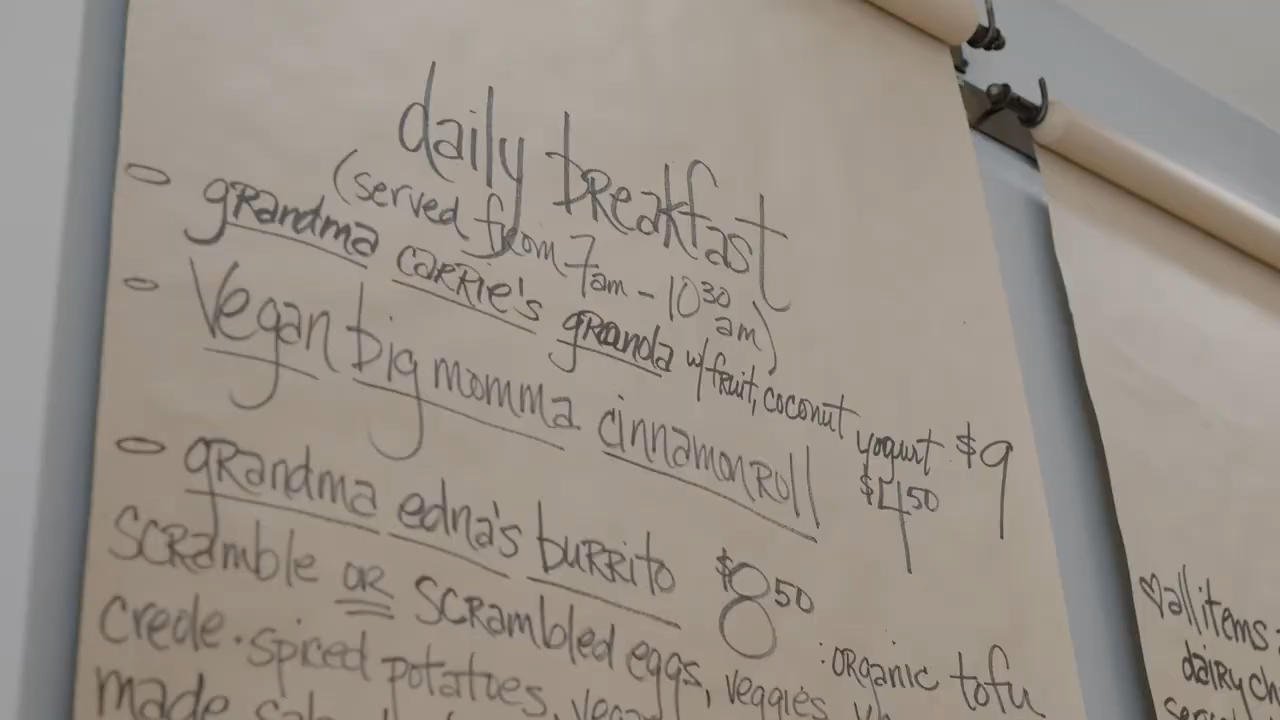 daily breakfast
(served from 7am - 10 30 am)
- grandma carrie's granola w/ fruit, coconut yogurt $9
- Vegan big momma cinnamon roll $4 50
- grandma edna's burrito $8 50 : organic tofu
scramble or scrambled eggs, veggies,
creole-spiced potatoes,
made
♡all items
dairy